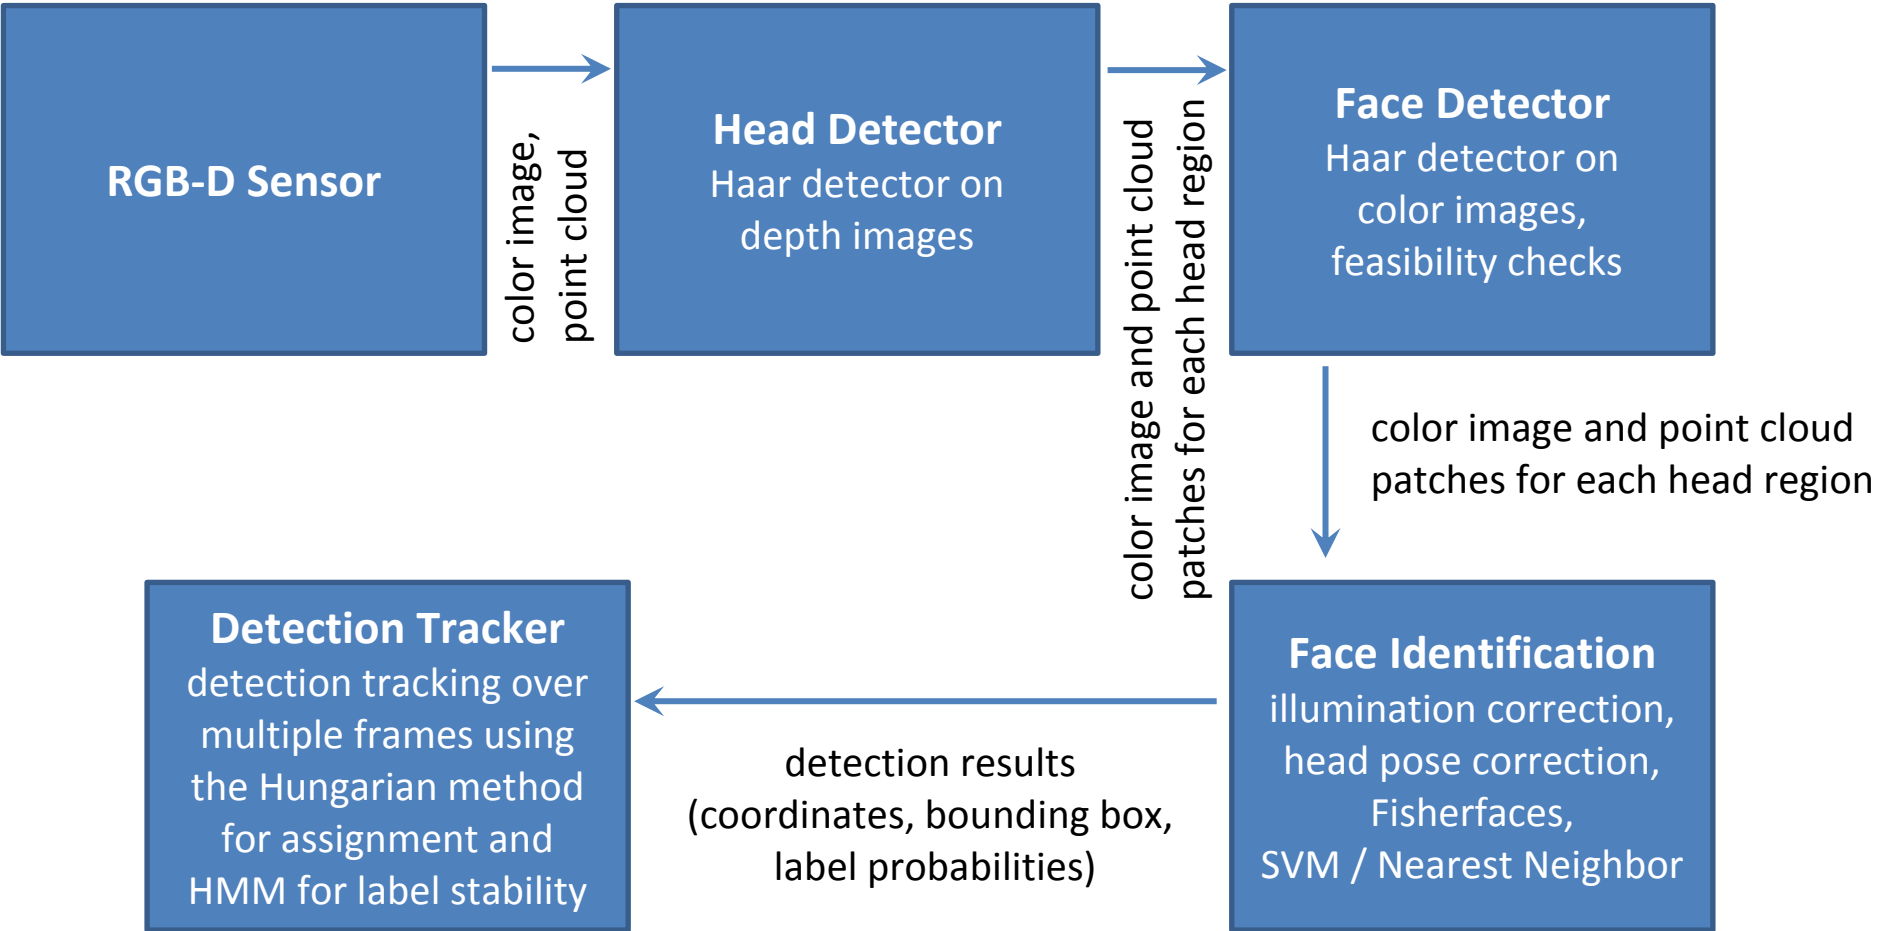 RGB-D Sensor
color image,
point cloud
Head Detector
Haar detector on
depth images
color image and point cloud
patches for each head region
Face Detector
Haar detector on
color images,
feasibility checks
color image and point cloud
patches for each head region
Face Identification
illumination correction,
head pose correction,
Fisherfaces,
SVM / Nearest Neighbor
detection results
(coordinates, bounding box,
label probabilities)
Detection Tracker
detection tracking over
multiple frames using
the Hungarian method
for assignment and
HMM for label stability